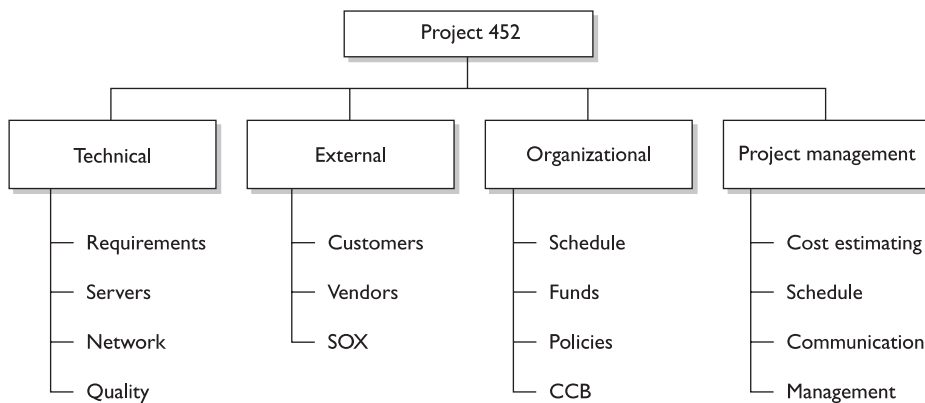 Project 452
Technical
External
Organizational
Project management
Requirements
Servers
Network
Quality
Customers
Vendors
SOX
Schedule
Funds
Policies
CCB
Cost estimating
Schedule
Communication
Management